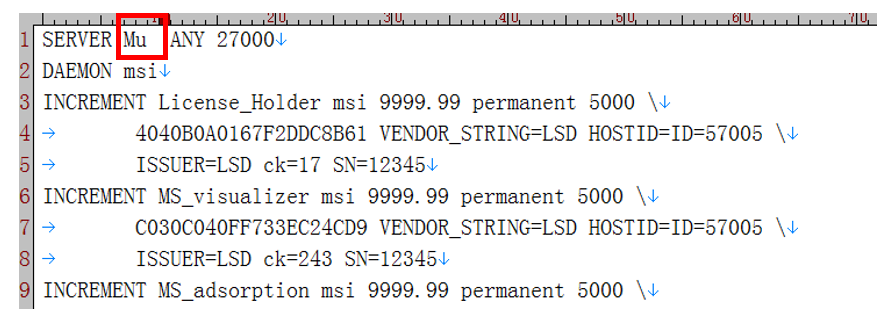 10 20 30 40 50 60 70
1 SERVER Mu ANY 27000↓
2 DAEMON msi↓
3 INCREMENT License_Holder msi 9999.99 permanent 5000 \↓
4 → 4040B0A0167F2DDC8B61 VENDOR_STRING=LSD HOSTID=ID=57005 \↓
5 → ISSUER=LSD ck=17 SN=12345↓
6 INCREMENT MS_visualizer msi 9999.99 permanent 5000 \↓
7 → C030C040FF733EC24CD9 VENDOR_STRING=LSD HOSTID=ID=57005 \↓
8 → ISSUER=LSD ck=243 SN=12345↓
9 INCREMENT MS_adsorption msi 9999.99 permanent 5000 \↓